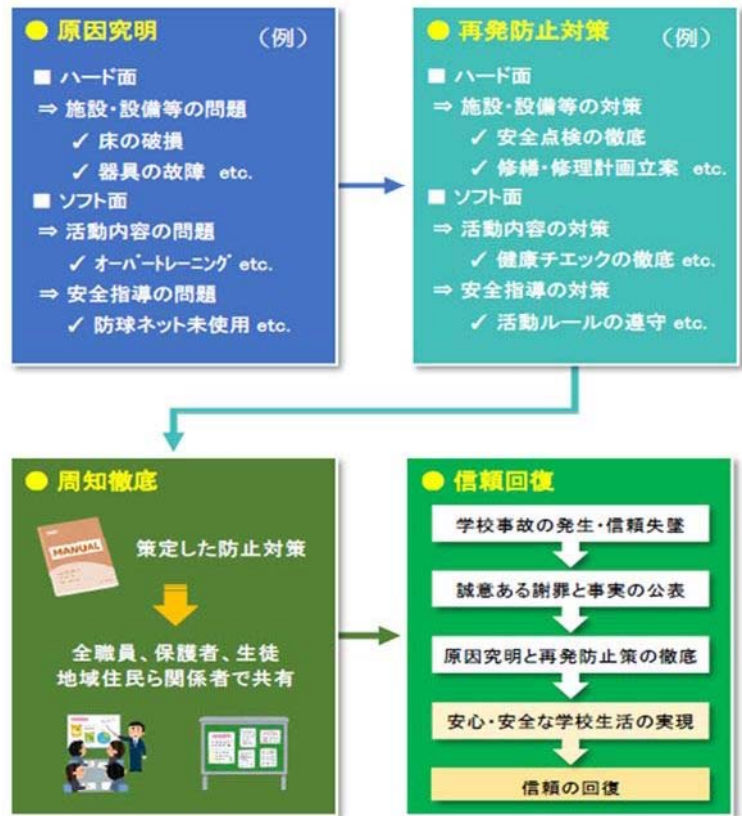 ● 原因究明 (例)
■ ハード面
⇒ 施設・設備等の問題
✓ 床の破損
✓ 器具の故障 etc.
■ ソフト面
⇒ 活動内容の問題
✓ オーバートレーニング etc.
⇒ 安全指導の問題
✓ 防球ネット未使用 etc.
● 再発防止対策 (例)
■ ハード面
⇒ 施設・設備等の対策
✓ 安全点検の徹底
✓ 修繕・修理計画立案 etc.
■ ソフト面
⇒ 活動内容の対策
✓ 健康チエックの徹底 etc.
⇒ 安全指導の対策
✓ 活動ルールの遵守 etc.
● 周知徹底
MANUAL
策定した防止対策
全職員、保護者、生徒
地域住民ら関係者で共有
● 信頼回復
学校事故の発生・信頼失墜
誠意ある謝罪と事実の公表
原因究明と再発防止策の徹底
安心・安全な学校生活の実現
信頼の回復